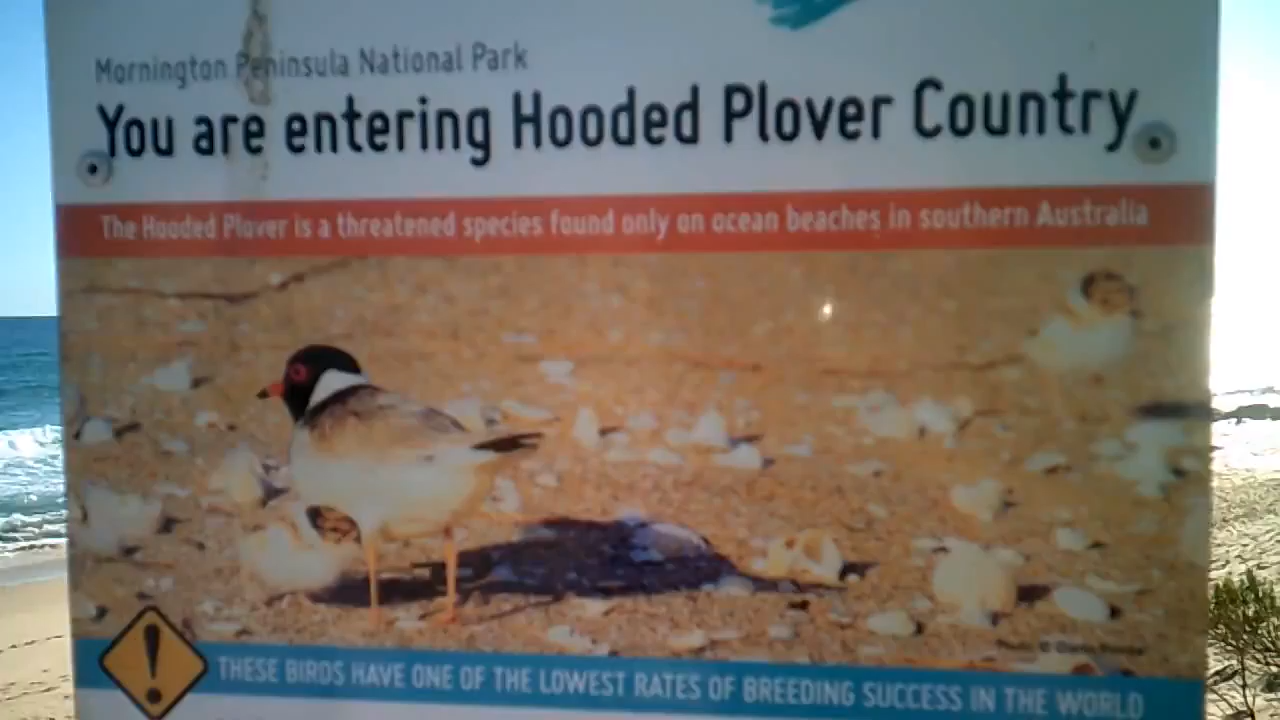 Mornington Peninsula National Park
You are entering Hooded Plover Country
The Hooded Plover is a threatened species found only on ocean beaches in southern Australia
Photo: ©
THESE BIRDS HAVE ONE OF THE LOWEST RATES OF BREEDING SUCCESS IN THE WORLD